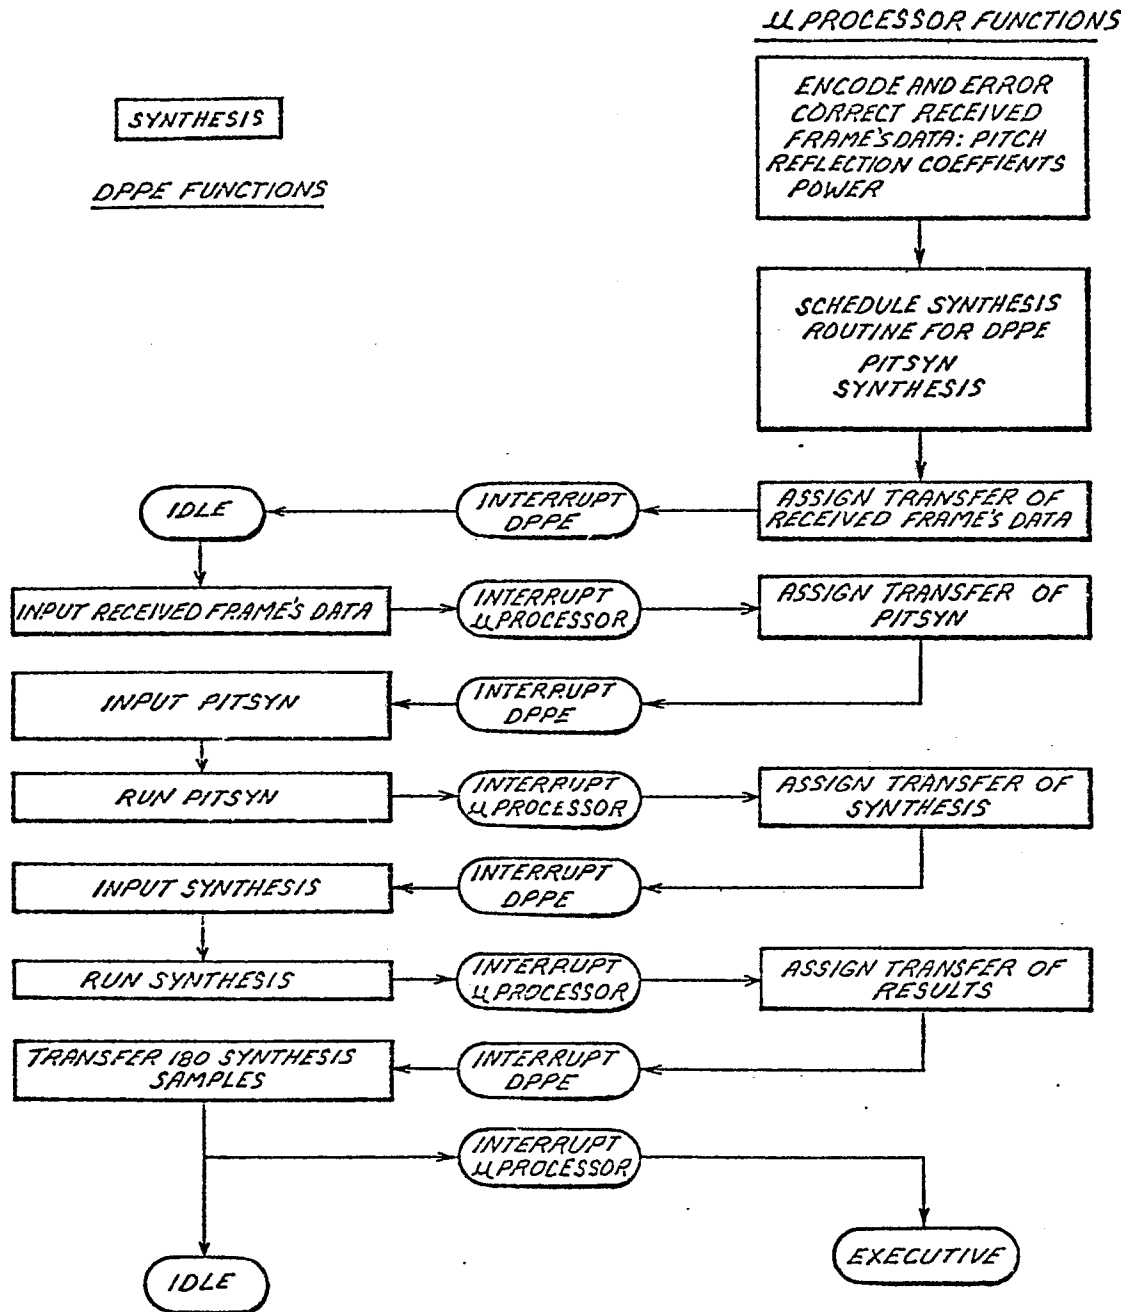 µ PROCESSOR FUNCTIONS
ENCODE AND ERROR
CORRECT RECEIVED
FRAME'S DATA: PITCH
REFLECTION COEFFIENTS
POWER
SYNTHESIS
DPPE FUNCTIONS
SCHEDULE SYNTHESIS
ROUTINE FOR DPPE
PITSYN
SYNTHESIS
IDLE
INTERRUPT
DPPE
ASSIGN TRANSFER OF
RECEIVED FRAME'S DATA
INPUT RECEIVED FRAME'S DATA
INTERRUPT
µ PROCESSOR
ASSIGN TRANSFER OF
PITSYN
INPUT PITSYN
INTERRUPT
DPPE
RUN PITSYN
INTERRUPT
µ PROCESSOR
ASSIGN TRANSFER OF
SYNTHESIS
INPUT SYNTHESIS
INTERRUPT
DPPE
RUN SYNTHESIS
INTERRUPT
µ PROCESSOR
ASSIGN TRANSFER OF
RESULTS
TRANSFER 180 SYNTHESIS
SAMPLES
INTERRUPT
DPPE
INTERRUPT
µ PROCESSOR
IDLE
EXECUTIVE